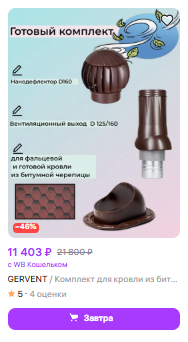 Готовый комплект
Нанодефлектор D160
Вентиляционный выход D 125/160
для фальцевой
и готовой кровли
из битумной черепицы
–46%
11 403 ₽ 21 800 ₽
с WB Кошельком
GERVENT / Комплект для кровли из бит...
5 · 4 оценки
Завтра